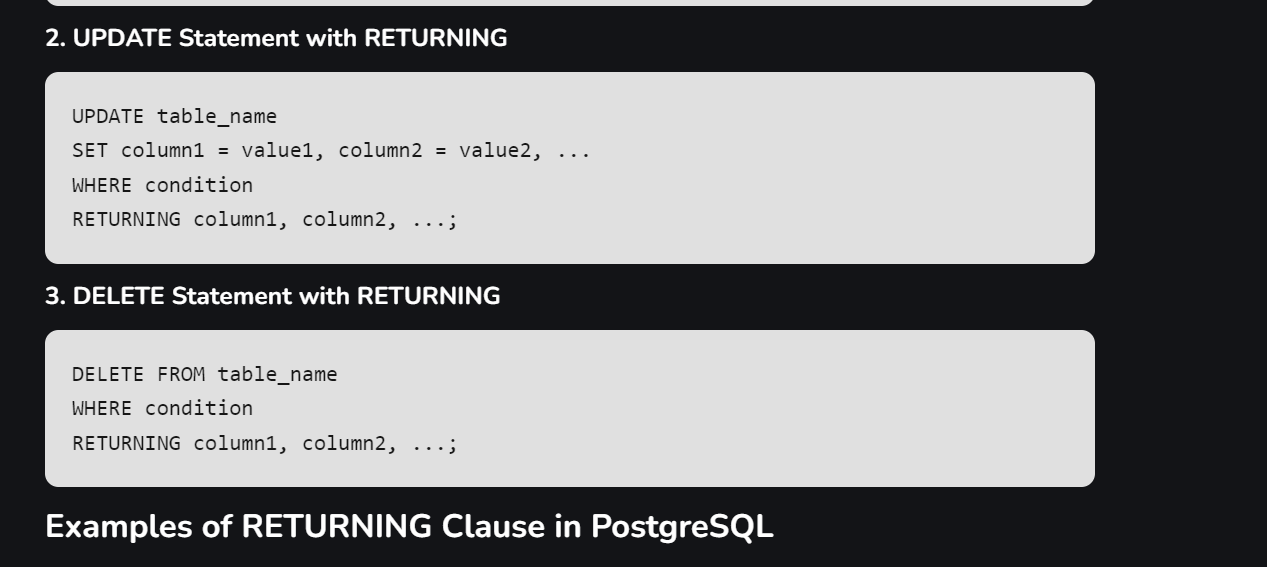 2. UPDATE Statement with RETURNING
UPDATE table_name
SET column1 = value1, column2 = value2, ...
WHERE condition
RETURNING column1, column2, ...;
3. DELETE Statement with RETURNING
DELETE FROM table_name
WHERE condition
RETURNING column1, column2, ...;
Examples of RETURNING Clause in PostgreSQL